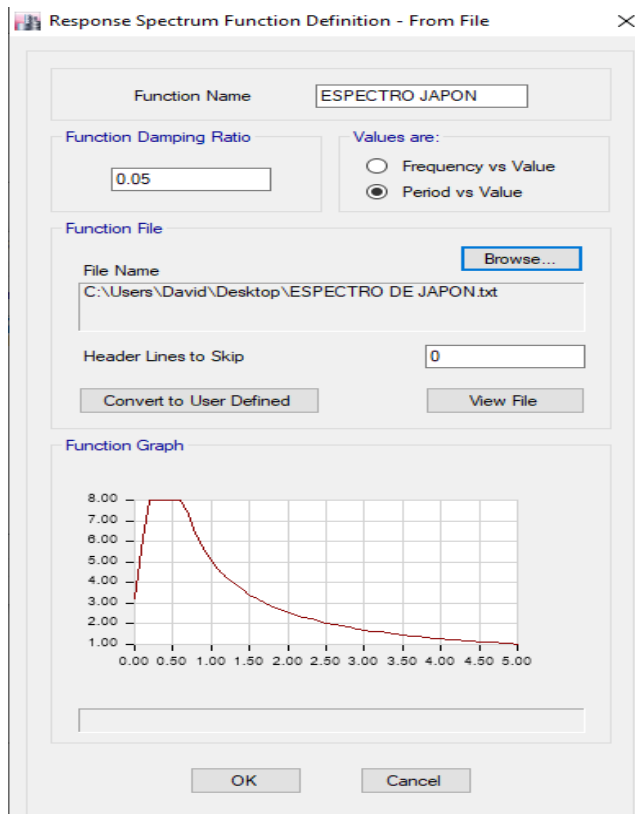 Response Spectrum Function Definition - From File
Function Name
ESPECTRO JAPON
Function Damping Ratio
0.05
Values are:
Frequency vs Value
Period vs Value
Function File
Browse...
File Name
C:\Users\David\Desktop\ESPECTRO DE JAPON.txt
Header Lines to Skip
0
Convert to User Defined
View File
Function Graph
8.00
7.00
6.00
5.00
4.00
3.00
2.00
1.00
0.00 0.50 1.00 1.50 2.00 2.50 3.00 3.50 4.00 4.50 5.00
OK
Cancel